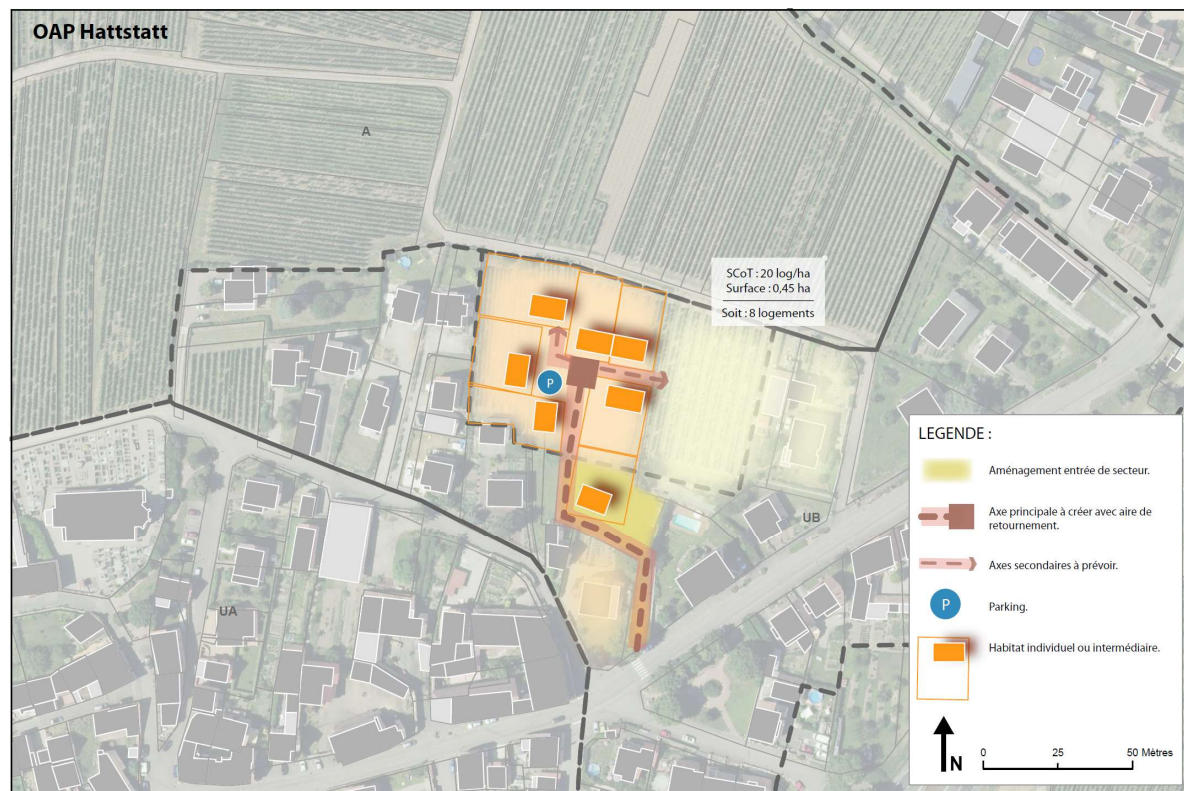 OAP Hattstatt
A
SCoT : 20 log/ha
Surface : 0,45 ha
Soit : 8 logements
P
UB
UA
LEGENDE :
Aménagement entrée de secteur.
Axe principale à créer avec aire de
retournement.
Axes secondaires à prévoir.
P
Parking.
Habitat individuel ou intermédiaire.
N
0 25 50 Mètres